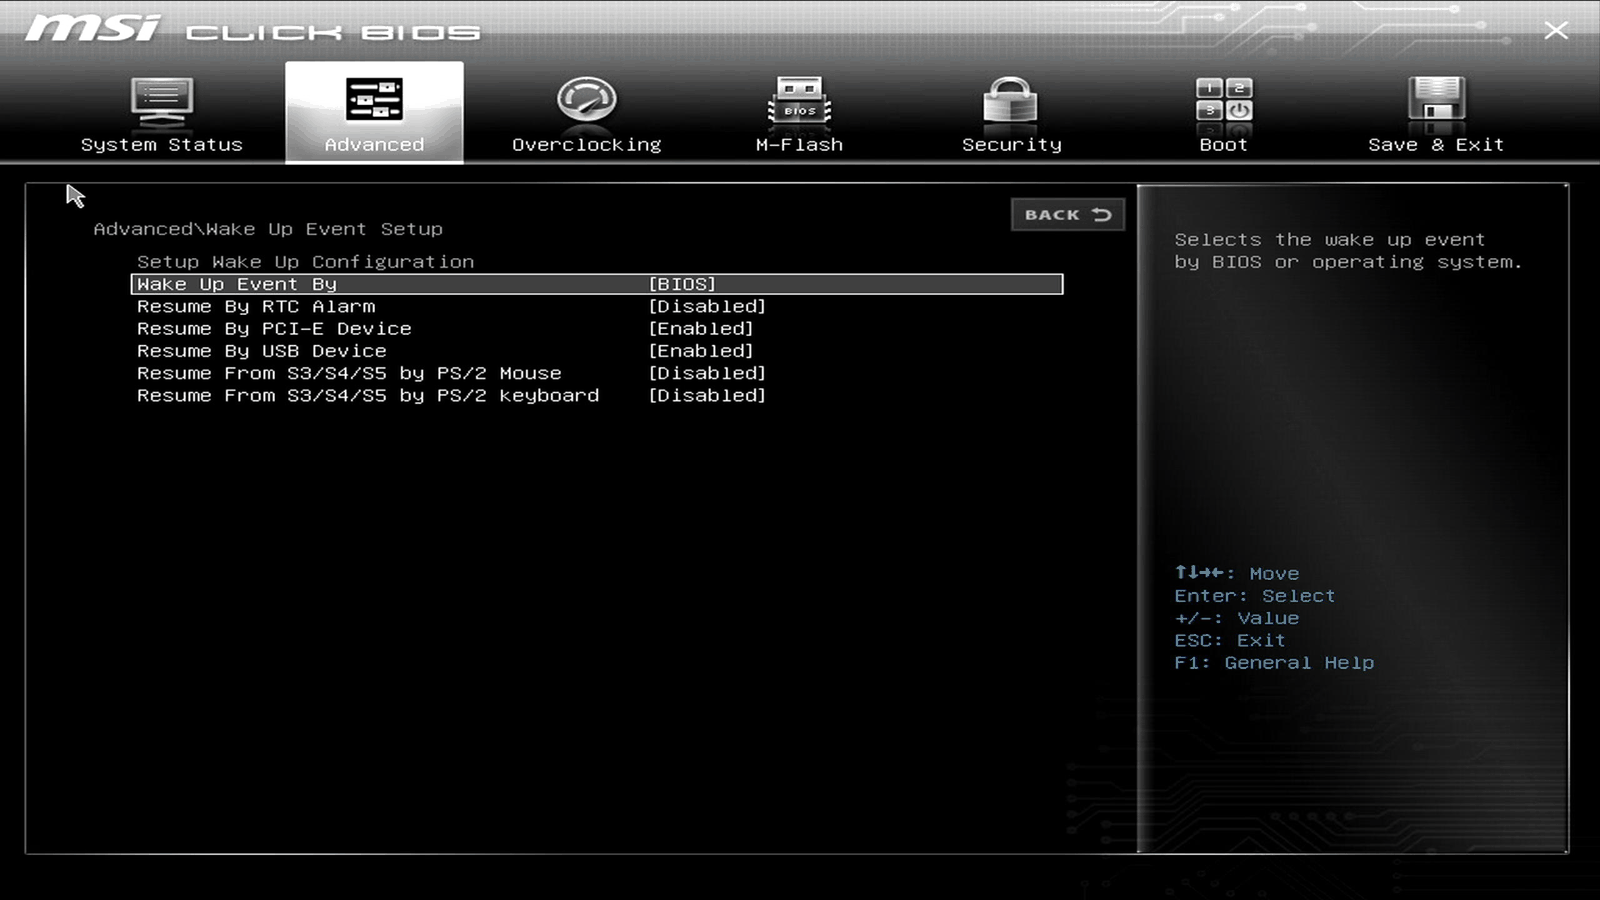 msi CLICK BIOS
System Status
Advanced
Overclocking
BIOS
M-Flash
Security
1 2
3
Boot
Save & Exit
BACK
Advanced\Wake Up Event Setup
Setup Wake Up Configuration
Wake Up Event By [BIOS]
Resume By RTC Alarm [Disabled]
Resume By PCI-E Device [Enabled]
Resume By USB Device [Enabled]
Resume From S3/S4/S5 by PS/2 Mouse [Disabled]
Resume From S3/S4/S5 by PS/2 keyboard [Disabled]
Selects the wake up event
by BIOS or operating system.
↑↓→←: Move
Enter: Select
+/-: Value
ESC: Exit
F1: General Help